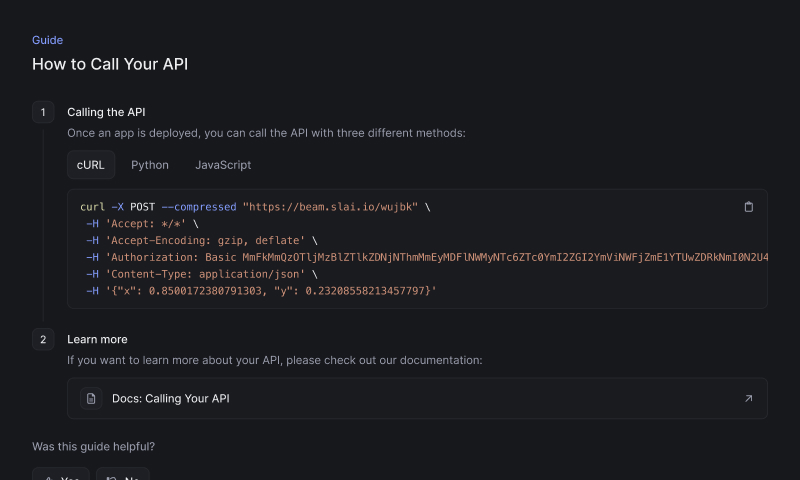 Guide
How to Call Your API
1 Calling the API
Once an app is deployed, you can call the API with three different methods:
cURL Python JavaScript
curl -X POST --compressed "https://beam.slai.io/wujbk" \
-H 'Accept: */*' \
-H 'Accept-Encoding: gzip, deflate' \
-H 'Authorization: Basic MmFkMmQzOTljMzBlZTlkZDNjNThmMmEyMDFlNWMyNTc6ZTc0YmI2ZGI2YmViNWFjZmE1YTUwZDRkNmI0N2U4
-H 'Content-Type: application/json' \
-H '{"x": 0.8500172380791303, "y": 0.23208558213457797}'
2 Learn more
If you want to learn more about your API, please check out our documentation:
Docs: Calling Your API
Was this guide helpful?
Yes No